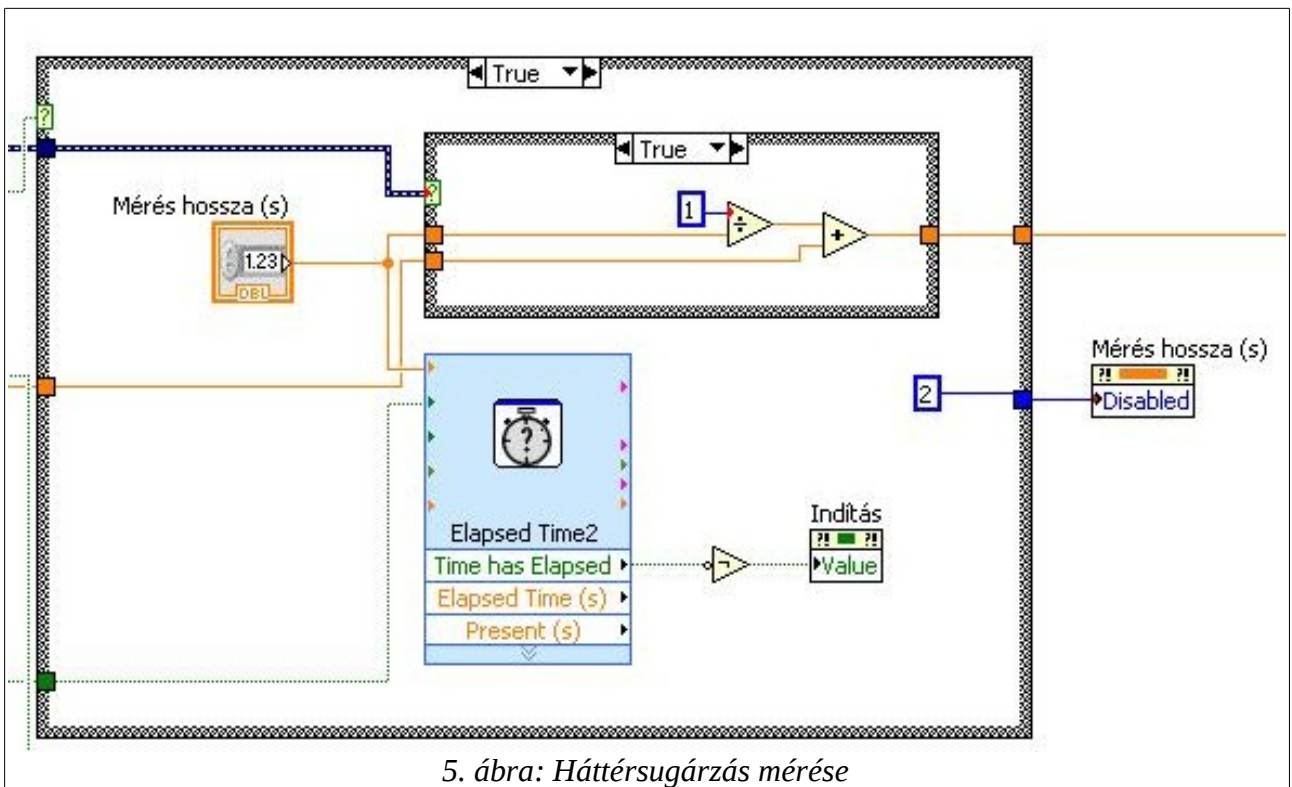 True
True
?
?
Mérés hossza (s)
1
÷
+
1.23
DBL
Mérés hossza (s)
?! ?!
2
Disabled
?
Elapsed Time2
Indítás
?! ?!
Time has Elapsed
Value
Elapsed Time (s)
Present (s)
5. ábra: Háttérsugárzás mérése